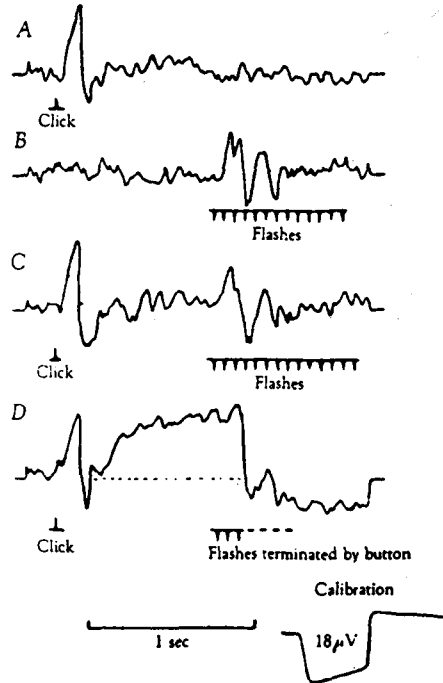 A
Click
B
Flashes
C
Click
Flashes
D
Click
Flashes terminated by button
Calibration
1 sec
18μV